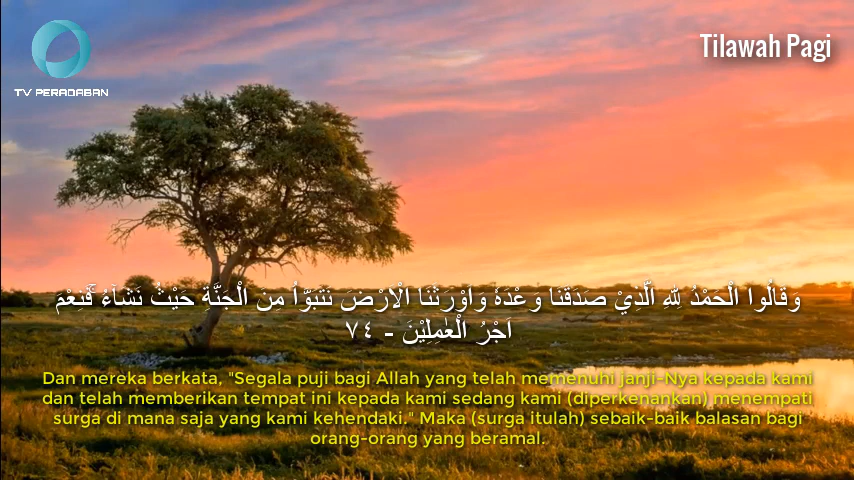 Tilawah Pagi
TV PERADABAN
وَقَالُوا الْحَمْدُ لِلّٰهِ الَّذِيْ صَدَقَنَا وَعْدَهٗ وَاَوْرَثَنَا الْاَرْضَ نَتَبَوَّاُ مِنَ الْجَنَّةِ حَيْثُ نَشَاۤءُ ۚفَنِعْمَ
اَجْرُ الْعٰمِلِيْنَ - ٧٤
Dan mereka berkata, "Segala puji bagi Allah yang telah memenuhi janji-Nya kepada kami
dan telah memberikan tempat ini kepada kami sedang kami (diperkenankan) menempati
surga di mana saja yang kami kehendaki." Maka (surga itulah) sebaik-baik balasan bagi
orang-orang yang beramal.